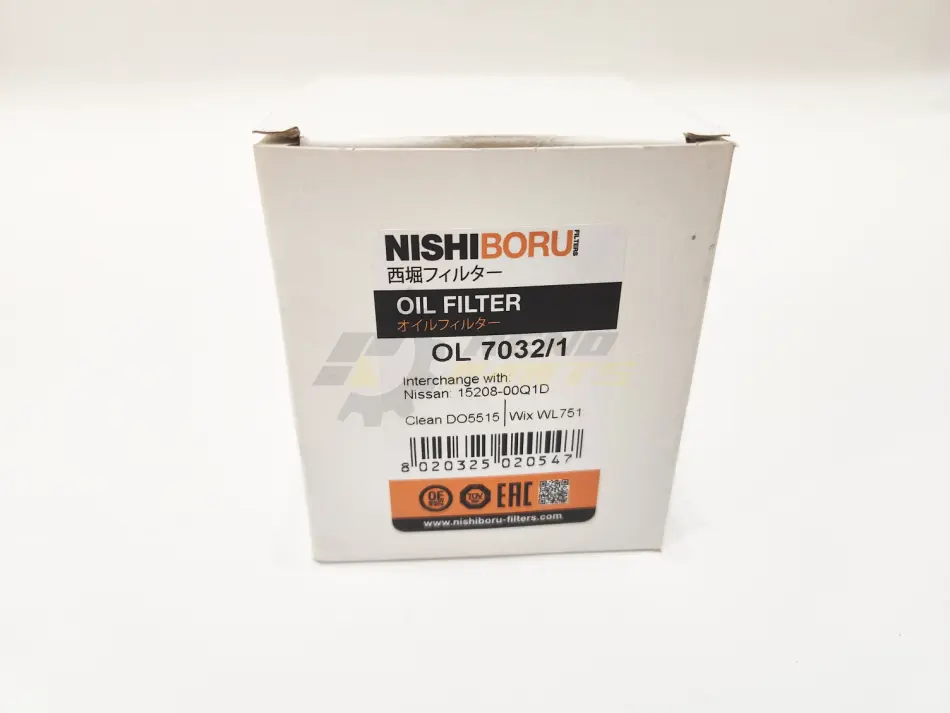 NISHIBORU FILTERS
西堀フィルター
OIL FILTER
オイルフィルター
OL 7032/1
Interchange with:
Nissan: 15208-00Q1D
Clean DO5515 | Wix WL751
8 020325 020547
OE TÜV EAC
www.nishiboru-filters.com